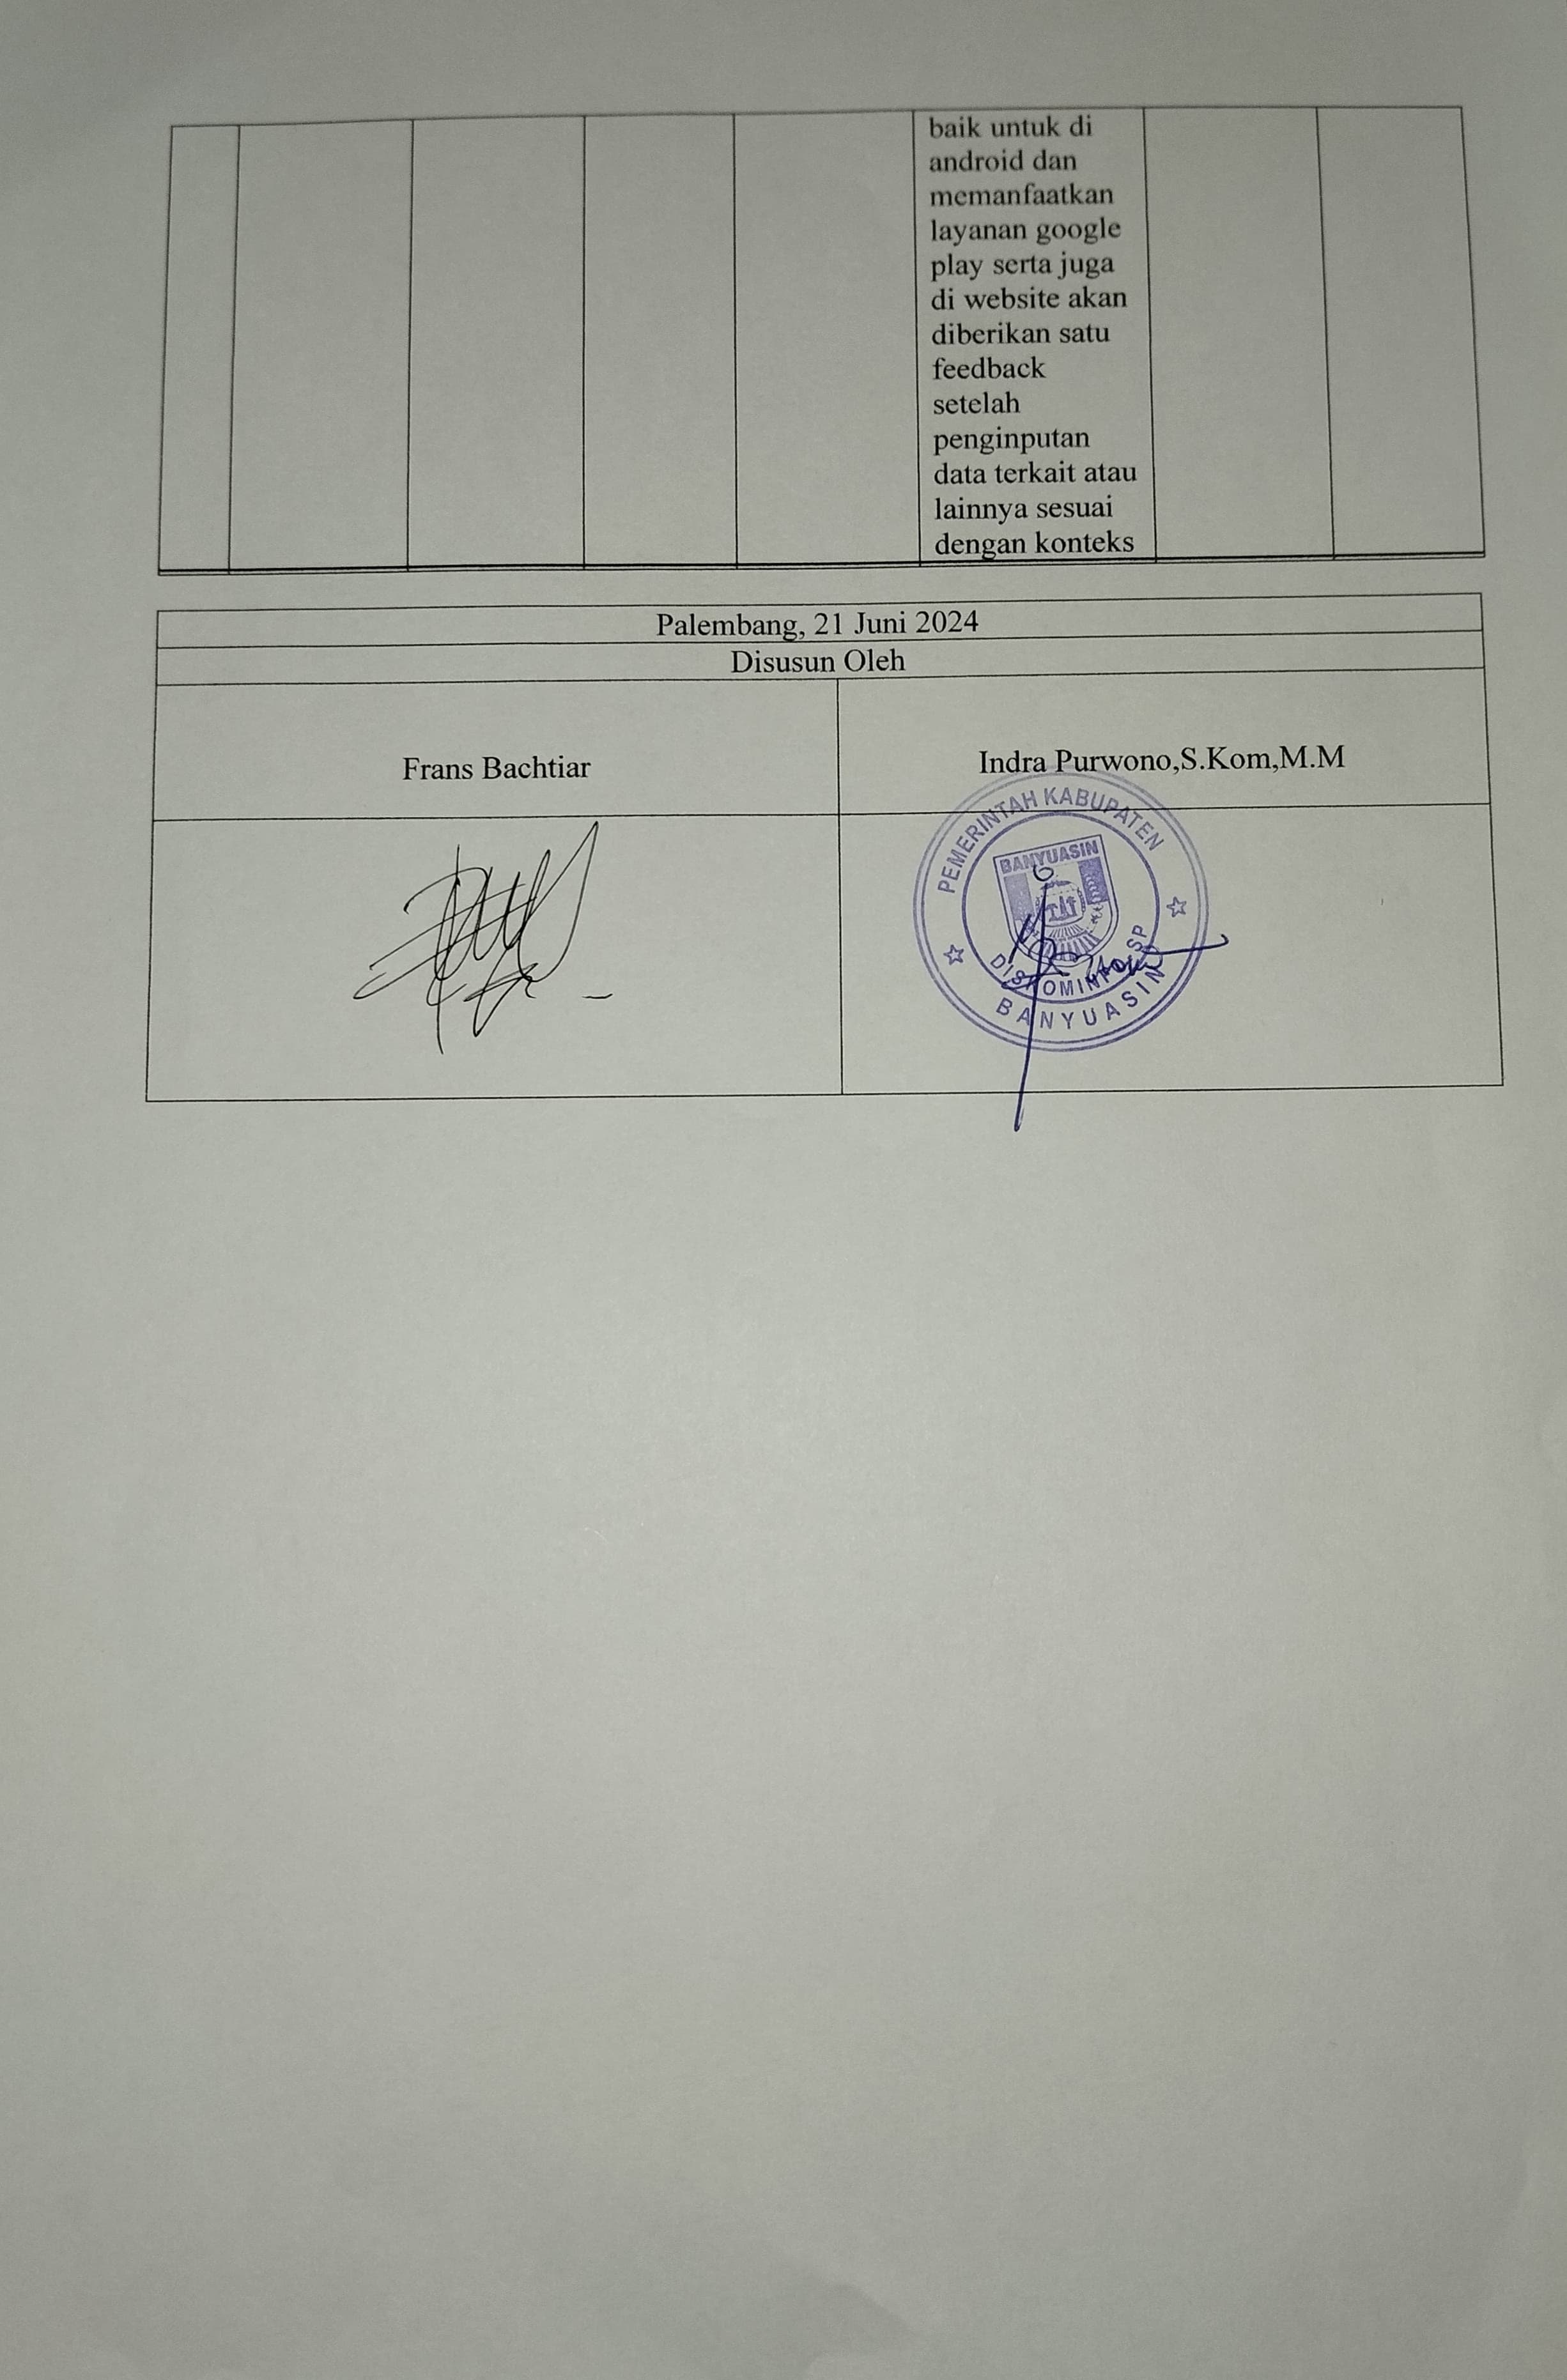 baik untuk di
android dan
memanfaatkan
layanan google
play serta juga
di website akan
diberikan satu
feedback
setelah
penginputan
data terkait atau
lainnya sesuai
dengan konteks
Palembang, 21 Juni 2024
Disusun Oleh
Frans Bachtiar
Indra Purwono,S.Kom,M.M
PEMERINTAH KABUPATEN
BANYUASIN
DISKOMINFO-SP
BANYUASIN